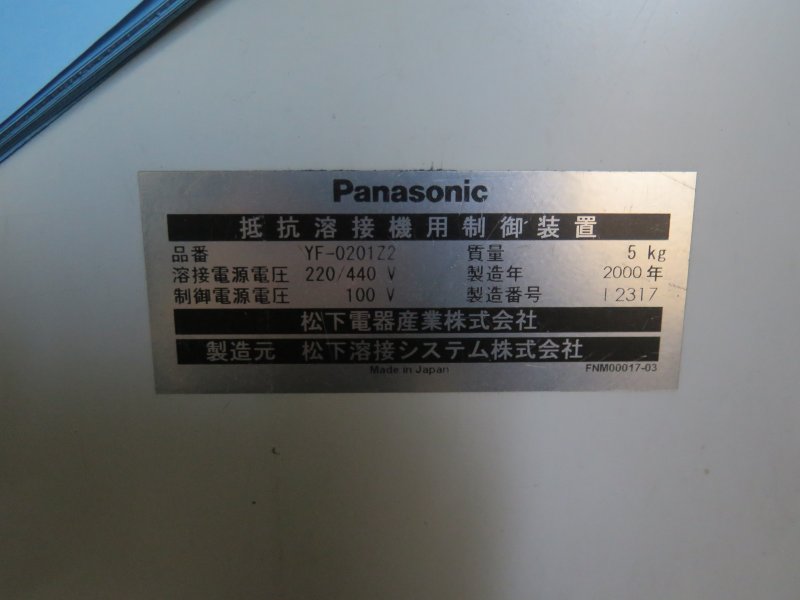 Panasonic
抵抗溶接機用制御装置
品番 YF-0201Z2 質量 5 kg
溶接電源電圧 220/440 V 製造年 2000年
制御電源電圧 100 V 製造番号 12317
松下電器産業株式会社
製造元 松下溶接システム株式会社
Made in Japan FNM00017-03